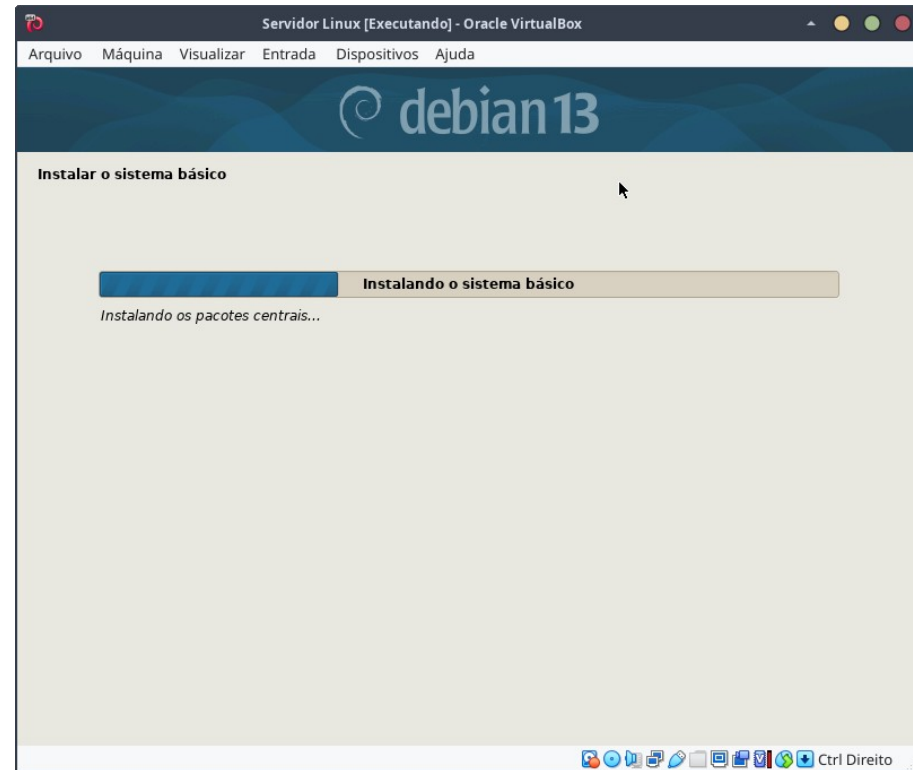 Servidor Linux [Executando] - Oracle VirtualBox
Arquivo Máquina Visualizar Entrada Dispositivos Ajuda
debian 13
Instalar o sistema básico
Instalando o sistema básico
Instalando os pacotes centrais...
Ctrl Direito